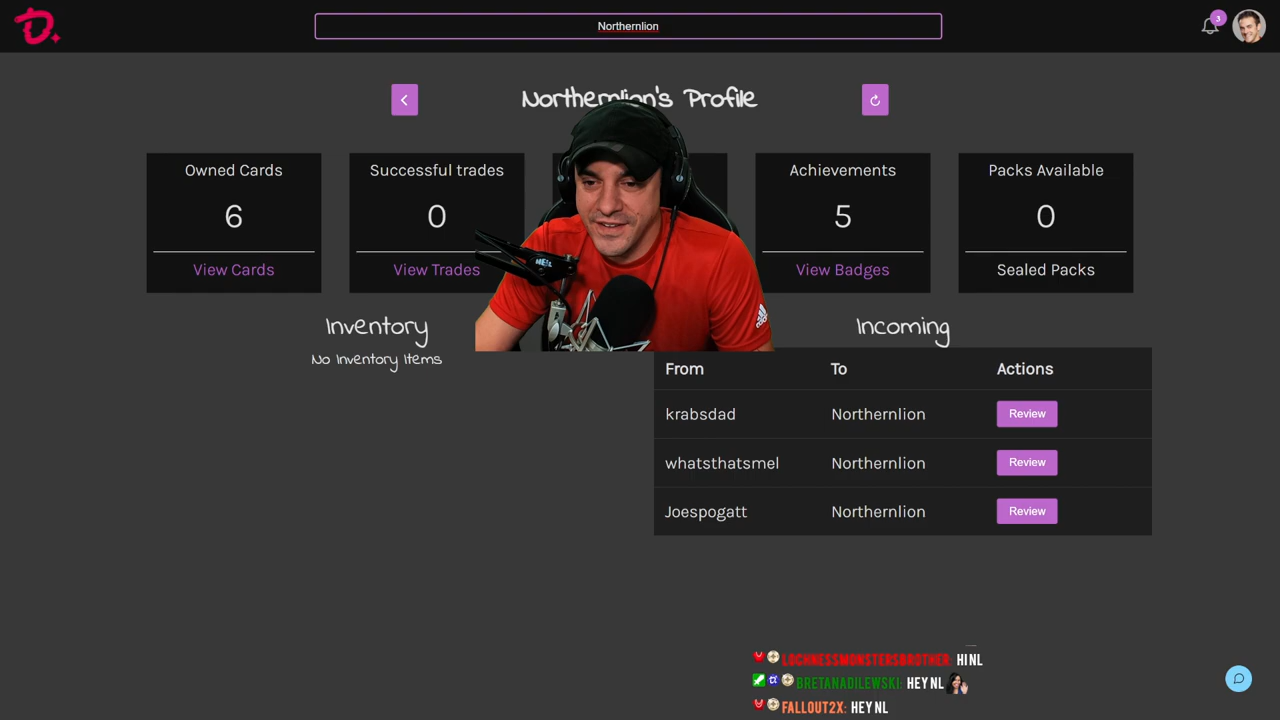 Northernlion
3
Northernlion's Profile
Owned Cards
6
View Cards
Successful trades
0
View Trades
Achievements
5
View Badges
Packs Available
0
Sealed Packs
Inventory
No Inventory Items
Incoming
From To Actions
krabsdad Northernlion Review
whatsthatsmel Northernlion Review
Joespogatt Northernlion Review
LOCHNESSMONSTERSBROTHER: HI NL
BRETANADILEWSKI: HEY NL
FALLOUT2X: HEY NL